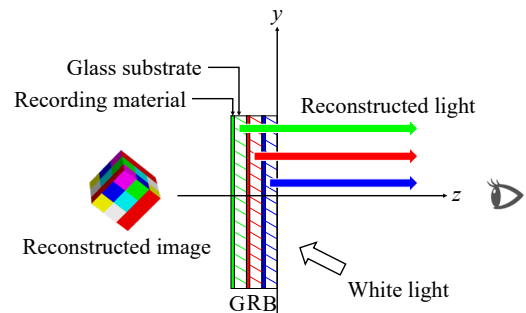 y
Glass substrate
Recording material
Reconstructed light
z
Reconstructed image
White light
GRB